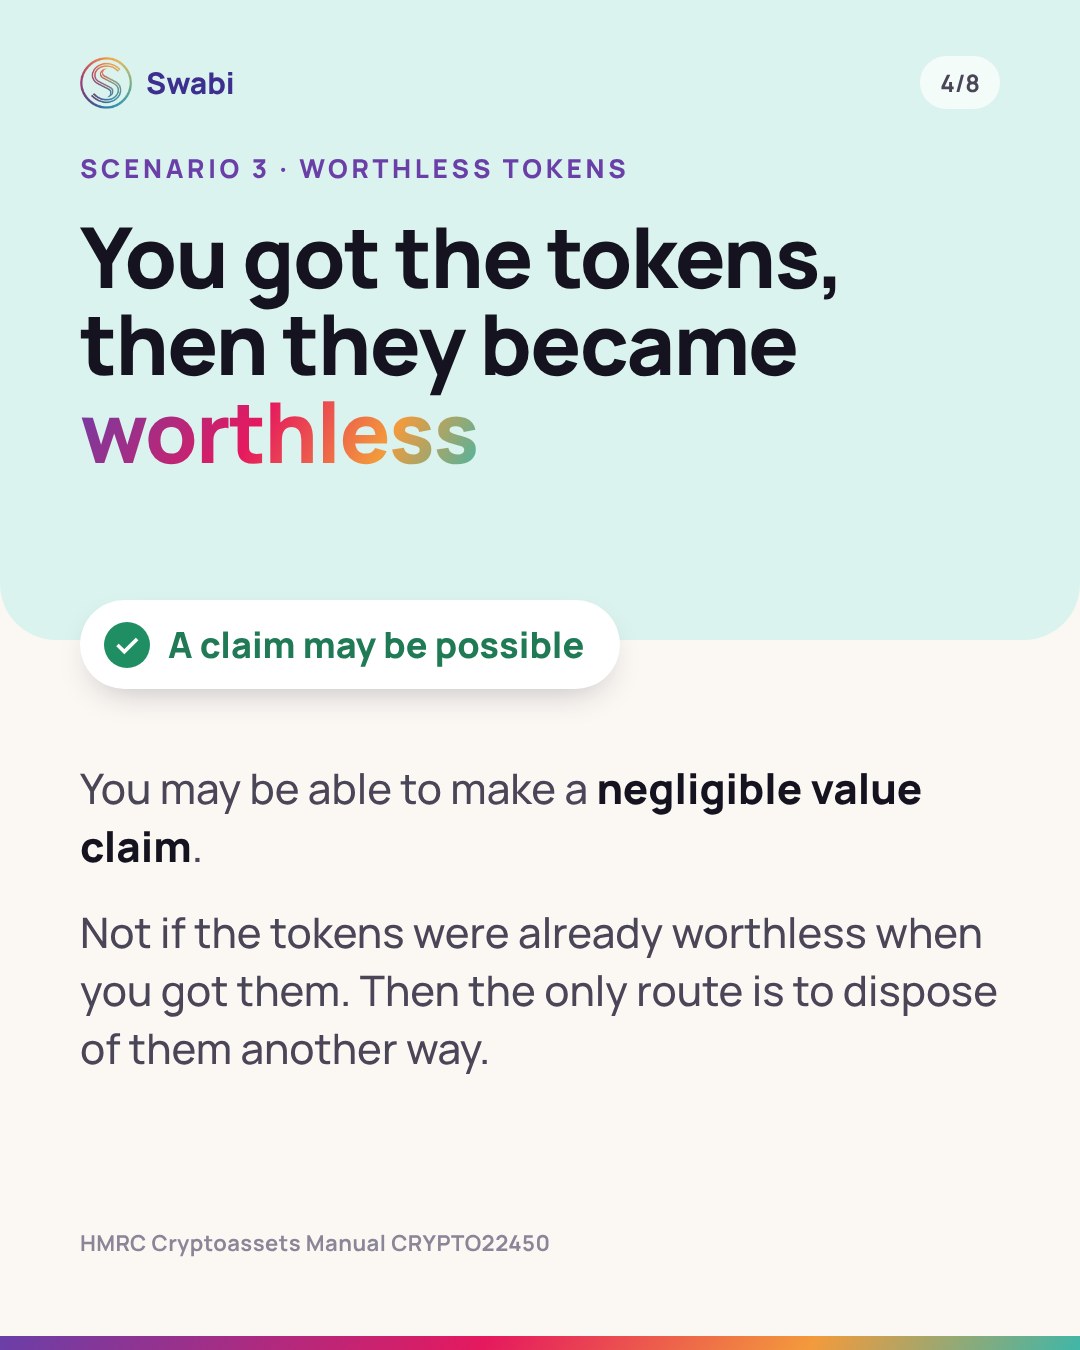 Swabi
4/8
SCENARIO 3 · WORTHLESS TOKENS
You got the tokens,
then they became
worthless
A claim may be possible
You may be able to make a negligible value
claim.
Not if the tokens were already worthless when
you got them. Then the only route is to dispose
of them another way.
HMRC Cryptoassets Manual CRYPTO22450